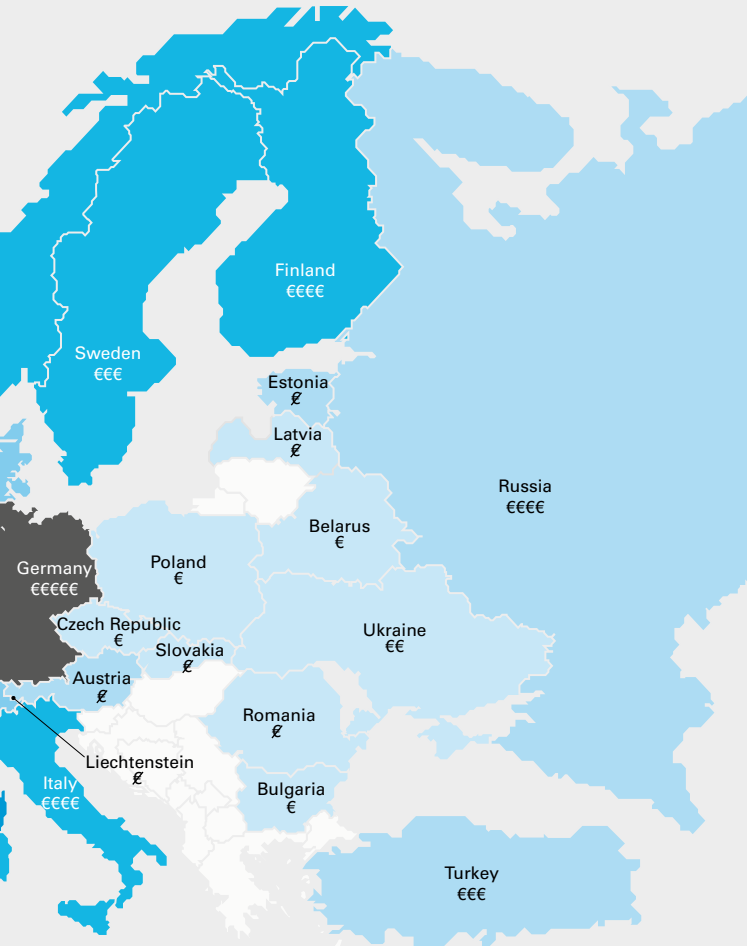 Finland
€€€€
Sweden
€€€
Estonia
€̸
Latvia
€̸
Russia
€€€€
Belarus
€
Poland
€
Germany
€€€€€
Czech Republic
€
Ukraine
€€
Slovakia
€̸
Austria
€̸
Romania
€̸
Liechtenstein
€̸
Italy
€€€€
Bulgaria
€
Turkey
€€€